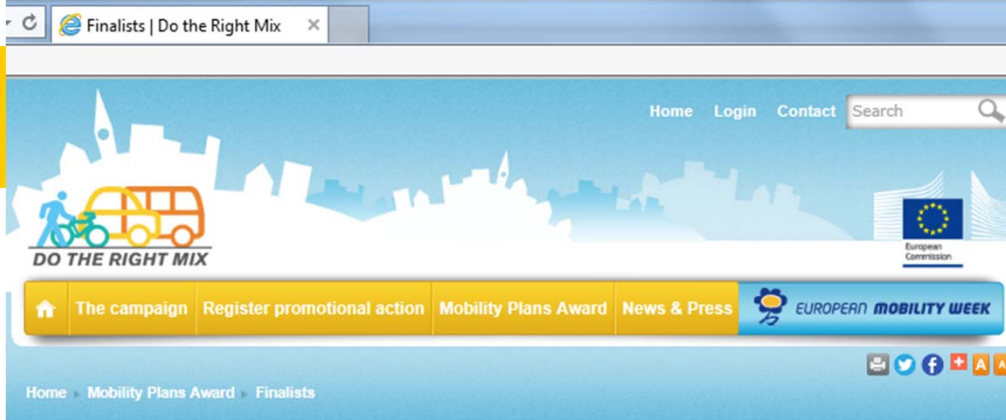 Finalists | Do the Right Mix
Home Login Contact Search
DO THE RIGHT MIX
European
Commission
The campaign Register promotional action Mobility Plans Award News & Press EUROPEAN MOBILITY WEEK
A A
Home Mobility Plans Award Finalists